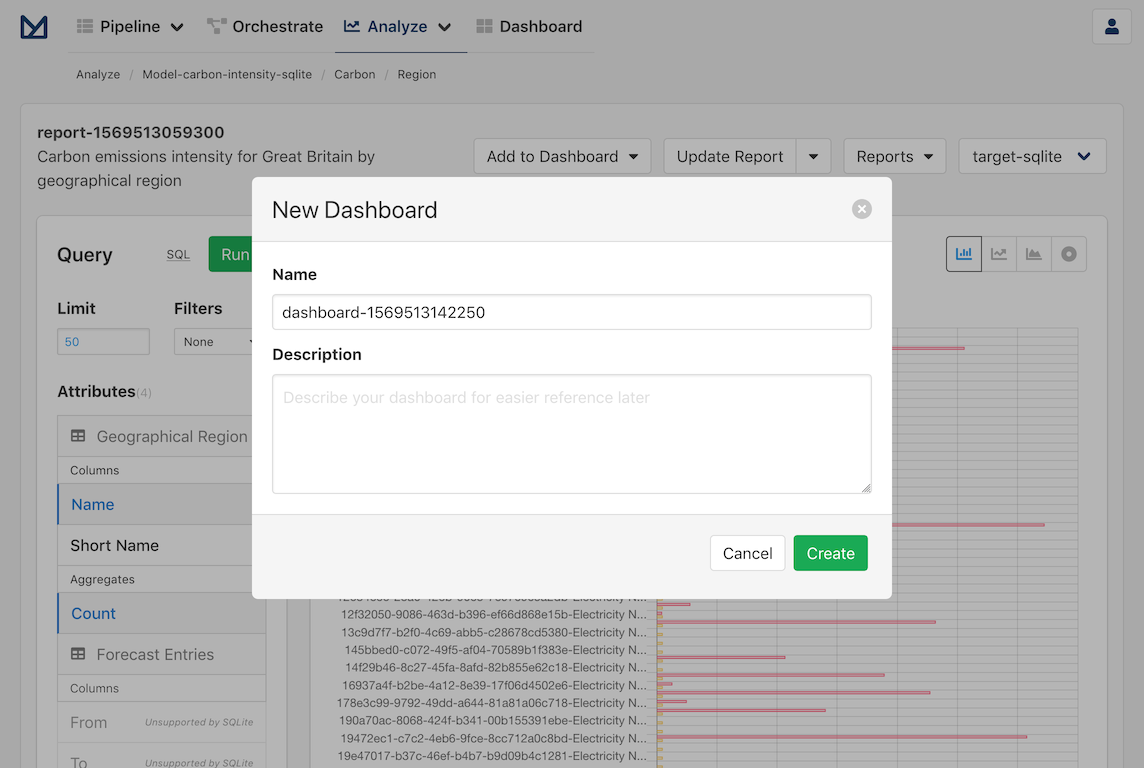 Pipeline Orchestrate Analyze Dashboard
Analyze / Model-carbon-intensity-sqlite / Carbon / Region
report-1569513059300
Carbon emissions intensity for Great Britain by
geographical region
Add to Dashboard Update Report Reports target-sqlite
New Dashboard
Query SQL Run
Name
Limit Filters
dashboard-1569513142250
50 None
Description
Attributes(4)
Describe your dashboard for easier reference later
Geographical Region
Columns
Name
Short Name
Cancel Create
Aggregates
Count
12f32050-9086-463d-b396-ef66d868e15b-Electricity N...
13c9d7f7-b2f0-4c69-abb5-c28678cd5380-Electricity N...
145bbed0-c072-49f5-af04-70589b1f383e-Electricity N...
Forecast Entries
14f29b46-8c27-45fa-8afd-82b855e62c18-Electricity N...
Columns
16937a4f-b2be-4a12-8e39-17f06d4502e6-Electricity N...
178e3c99-9792-49dd-a644-81a81a06c718-Electricity N...
From Unsupported by SQLite
190a70ac-8068-424f-b341-00b155391ebe-Electricity N...
19472ec1-c7c2-4eb6-9fce-8cc712a0c8bd-Electricity N...
19e47017-b37c-46ef-b4b7-b9d09b4c1281-Electricity N...
To Unsupported by SQLite